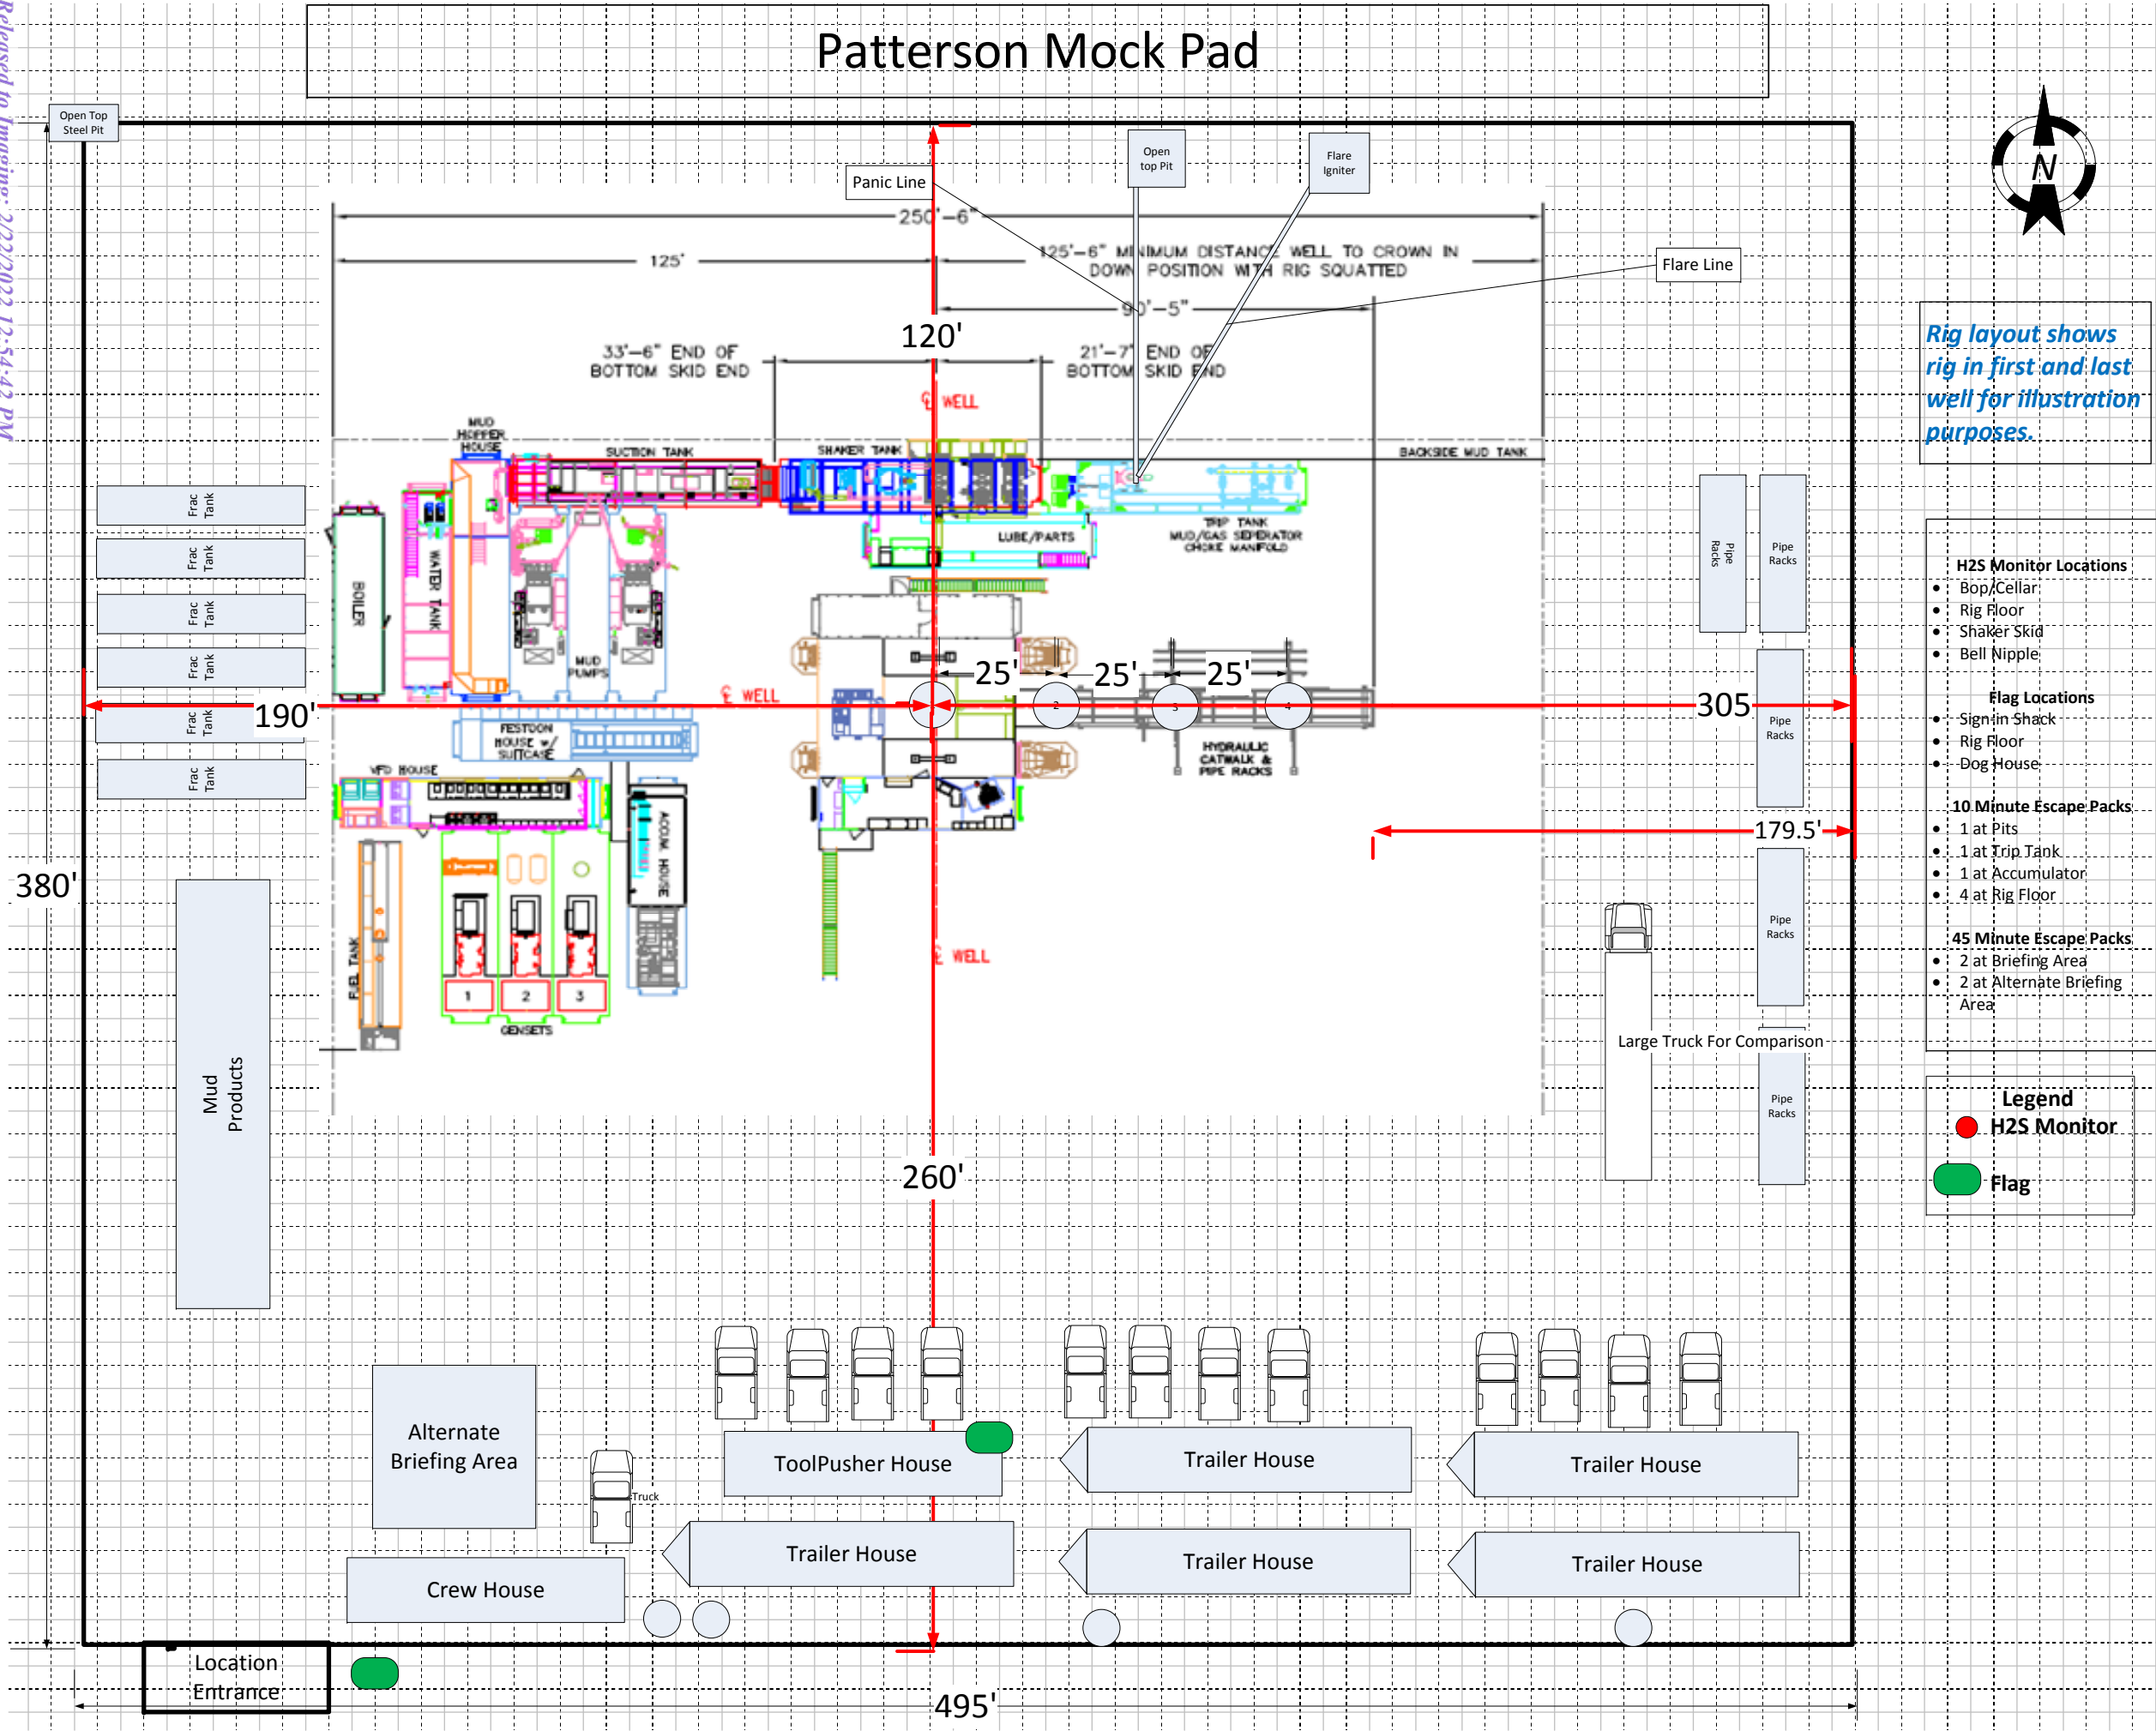 Released to Imaging: 2/22/2022 12:54:42 PM
Patterson Mock Pad
Open Top
Steel Pit
Panic Line
Open
top Pit
Flare
Igniter
N
250'-6"
125'
125'-6" MINIMUM DISTANCE WELL TO CROWN IN
DOWN POSITION WITH RIG SQUATTED
Flare Line
90'-5"
120'
33'-6" END OF
BOTTOM SKID END
21'-7" END OF
BOTTOM SKID END
℄ WELL
Rig layout shows
rig in first and last
well for illustration
purposes.
MUD
HOPPER
HOUSE
SUCTION TANK
SHAKER TANK
BACKSIDE MUD TANK
Frac
Tank
Frac
Tank
Frac
Tank
Frac
Tank
Frac
Tank
Frac
Tank
BOILER
WATER TANK
MUD
PUMPS
LUBE/PARTS
TRIP TANK
MUD/GAS SEPERATOR
CHOKE MANIFOLD
Pipe
Racks
Pipe
Racks
Pipe
Racks
Pipe
Racks
Pipe
Racks
25'
25'
25'
2
3
4
190'
℄ WELL
305
FESTOON
HOUSE w/
SUITCASE
HYDRAULIC
CATWALK &
PIPE RACKS
VFD HOUSE
ACCUM. HOUSE
179.5'
380'
FUEL TANK
1
2
3
GENSETS
℄ WELL
Mud
Products
Large Truck For Comparison
260'
H2S Monitor Locations
• Bop/Cellar
• Rig Floor
• Shaker Skid
• Bell Nipple
Flag Locations
• Sign in Shack
• Rig Floor
• Dog House
10 Minute Escape Packs
• 1 at Pits
• 1 at Trip Tank
• 1 at Accumulator
• 4 at Rig Floor
45 Minute Escape Packs
• 2 at Briefing Area
• 2 at Alternate Briefing
Area
Legend
H2S Monitor
Flag
Alternate
Briefing Area
Truck
ToolPusher House
Trailer House
Trailer House
Crew House
Trailer House
Trailer House
Trailer House
Location
Entrance
495'